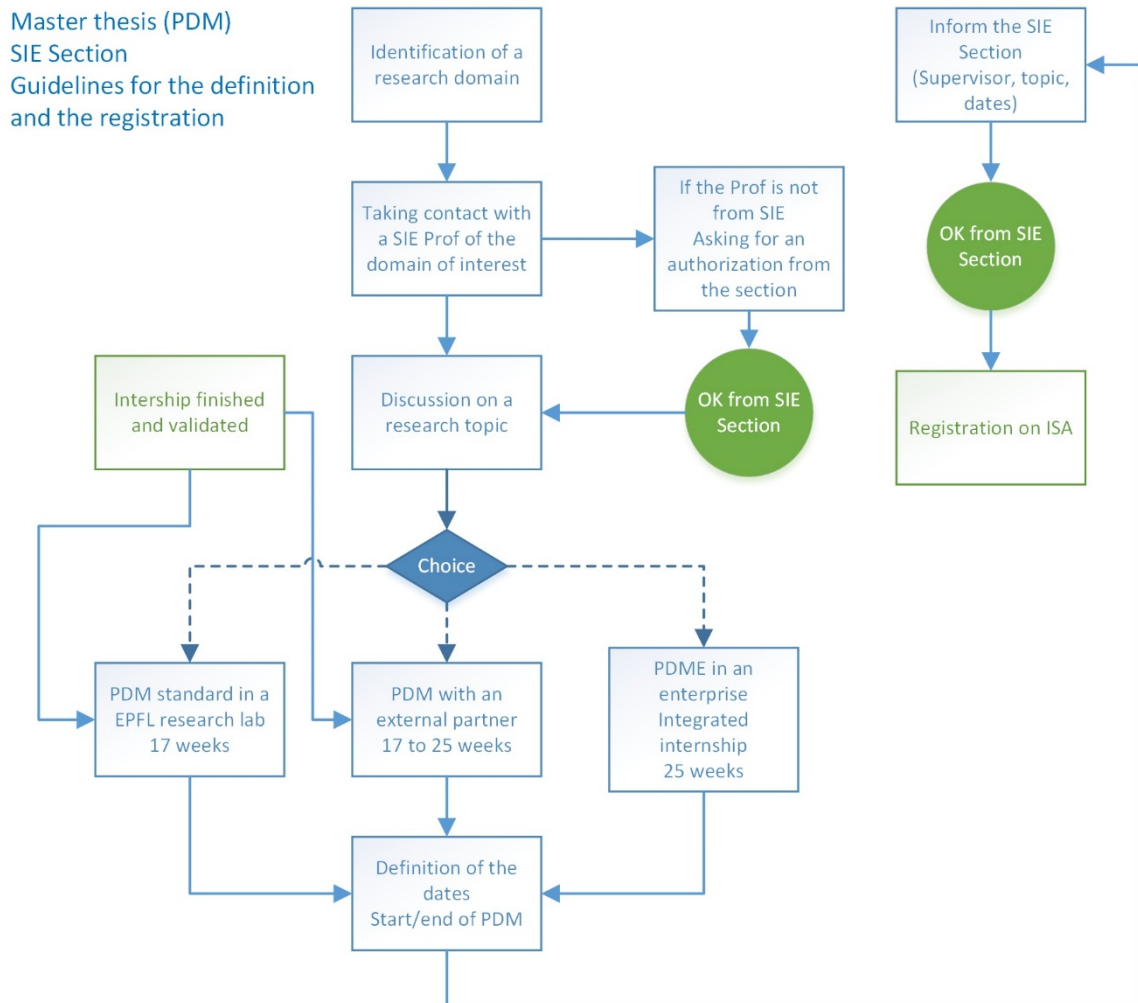 Master thesis (PDM)
SIE Section
Guidelines for the definition
and the registration
Identification of a
research domain
Taking contact with
a SIE Prof of the
domain of interest
If the Prof is not
from SIE
Asking for an
authorization from
the section
OK from SIE
Section
Discussion on a
research topic
Intership finished
and validated
Choice
PDM standard in a
EPFL research lab
17 weeks
PDM with an
external partner
17 to 25 weeks
PDME in an
enterprise
Integrated
internship
25 weeks
Definition of the
dates
Start/end of PDM
Inform the SIE
Section
(Supervisor, topic,
dates)
OK from SIE
Section
Registration on ISA